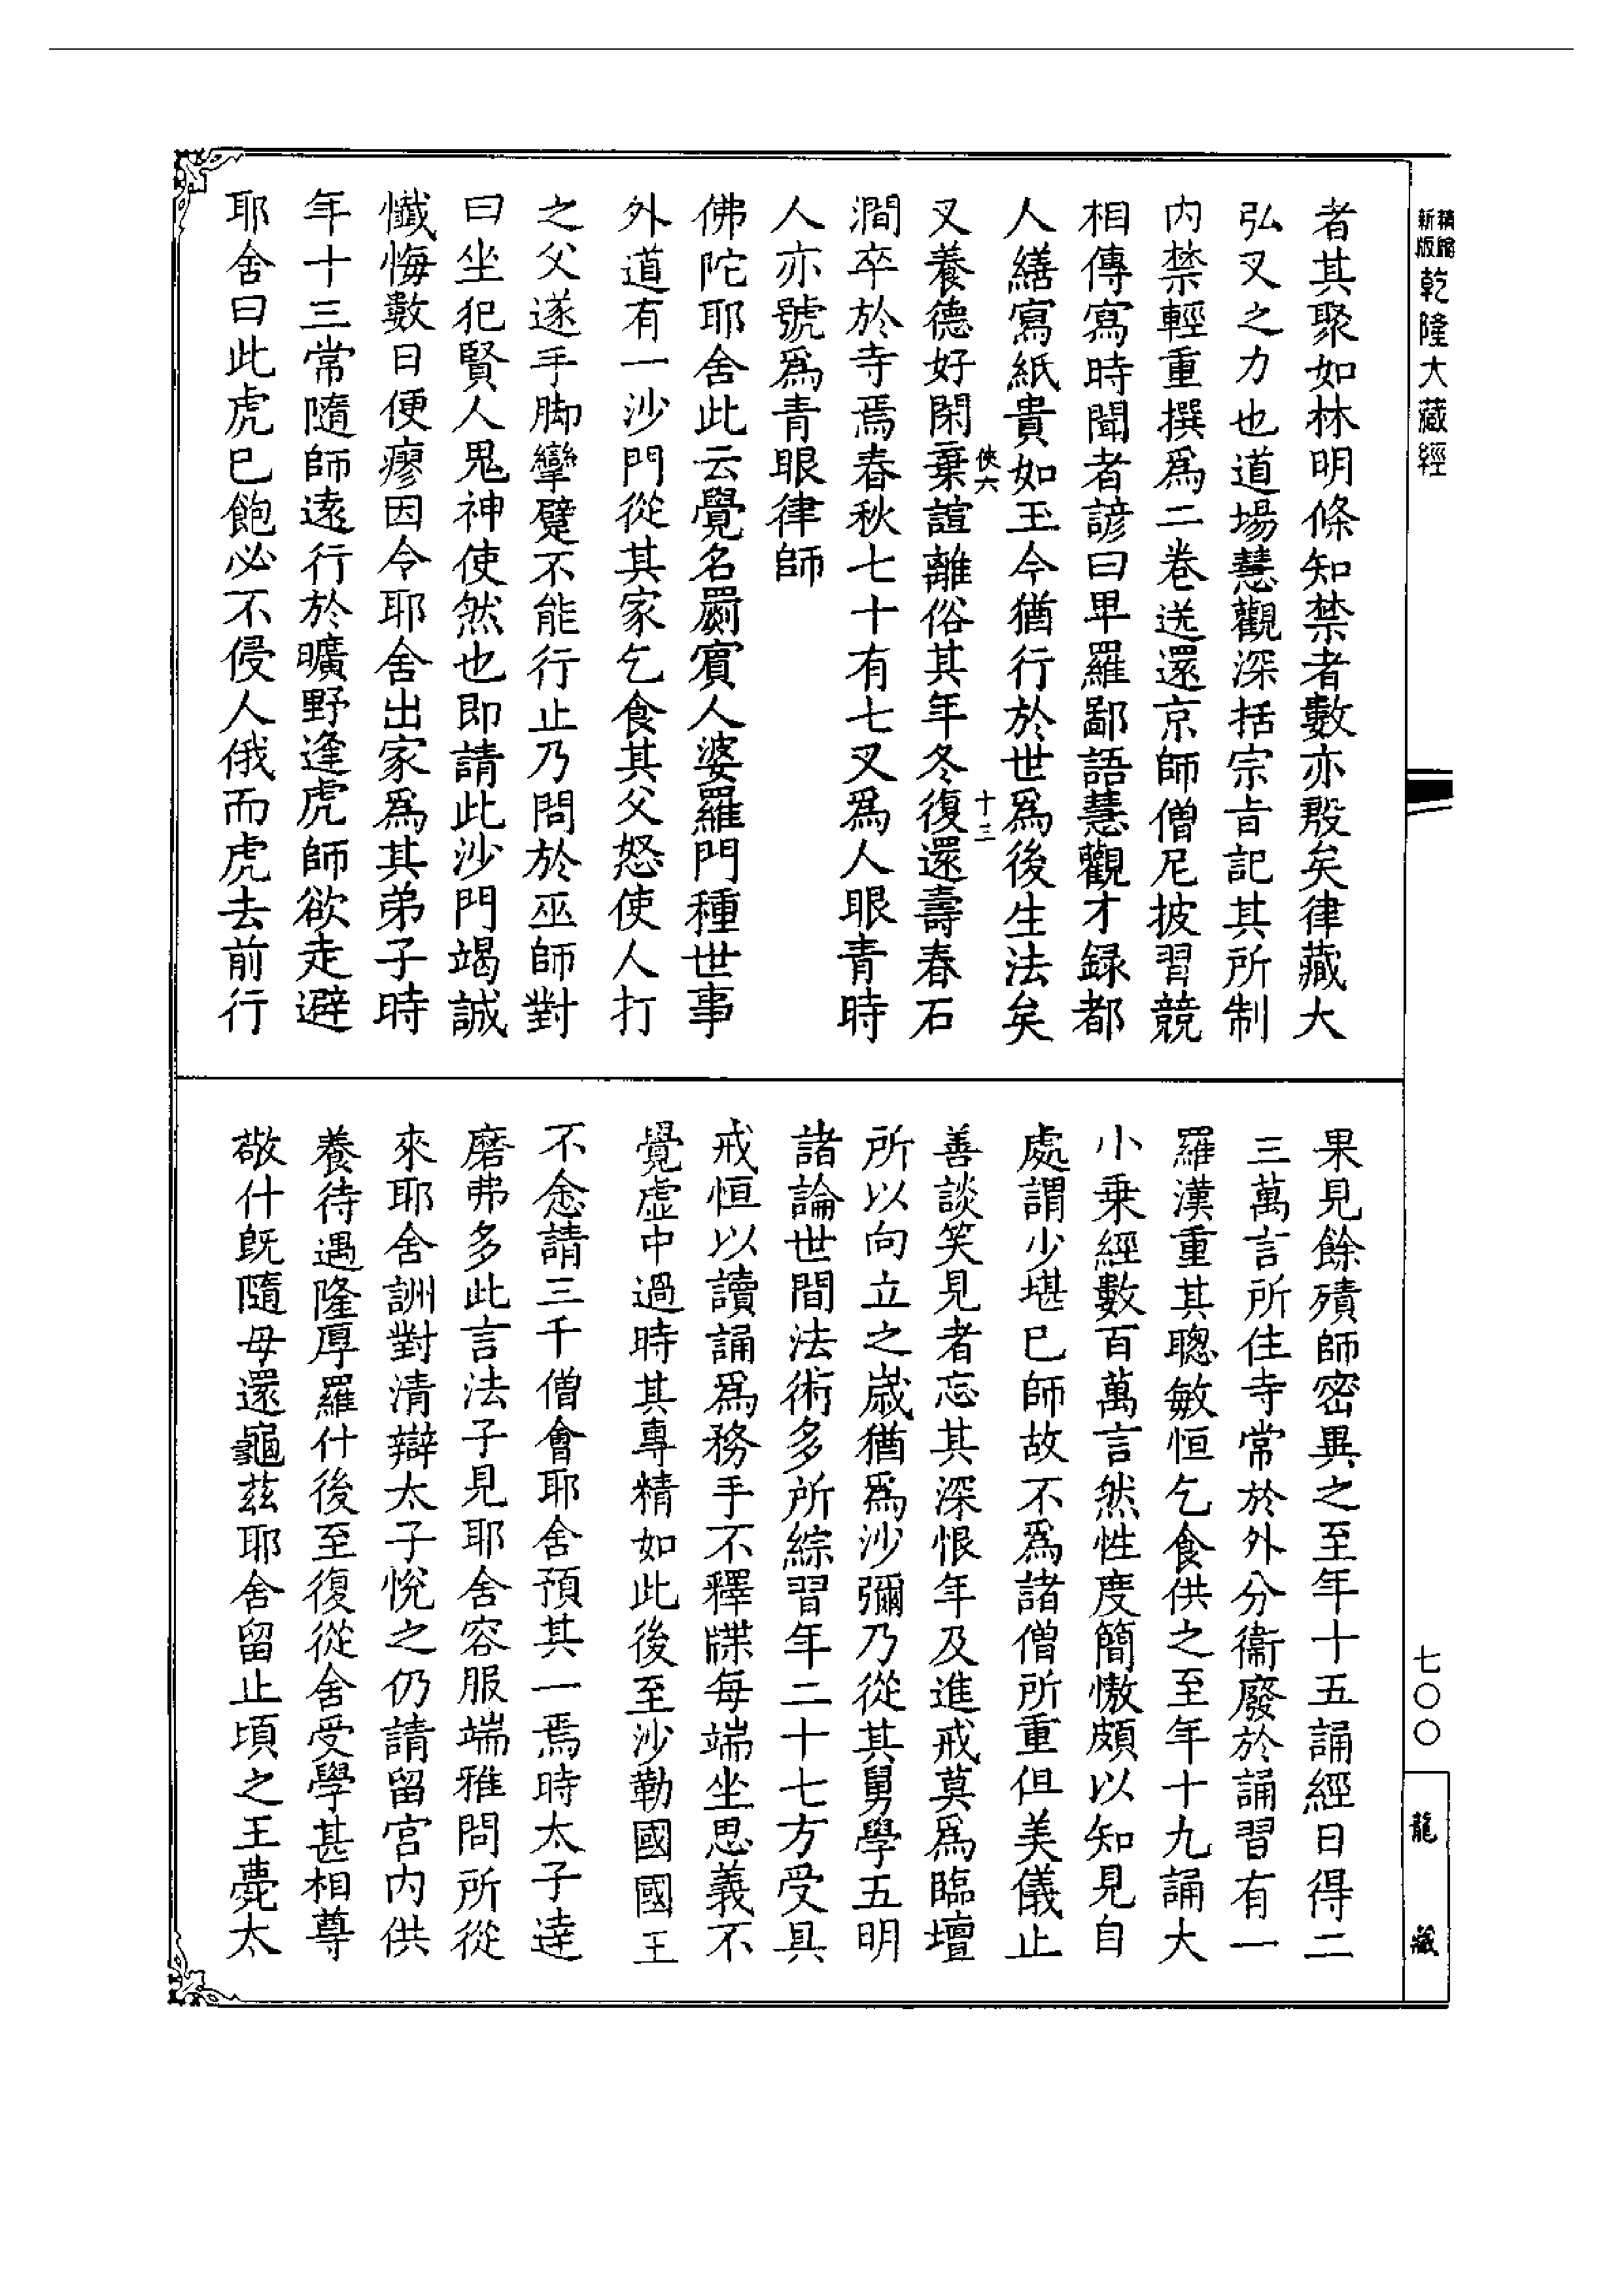 新版
精編
乾隆大藏經
者其聚如林明條知禁者數亦殷矣律藏大
弘叉之力也道場慧觀深括宗旨記其所制
内禁輕重撰爲二卷送還京師僧尼披習競
相傳寫時聞者諺曰卑羅鄙語慧觀才録都
人繕寫紙貴如玉今猶行於世爲後生法矣
俠六
十三
叉養德好閑棄諠離俗其年冬復還壽春石
澗卒於寺焉春秋七十有七叉爲人眼青時
人亦號爲青眼律師
佛陀耶舍此云覺名罽賓人婆羅門種世事
外道有一沙門從其家乞食其父怒使人打
之父遂手脚攣躄不能行止乃問於巫師對
曰坐犯賢人鬼神使然也即請此沙門竭誠
懺悔數日便瘳因令耶舍出家爲其弟子時
年十三常隨師遠行於曠野逢虎師欲走避
耶舍曰此虎已飽必不侵人俄而虎去前行
果見餘殨師密異之至年十五誦經日得二
三萬言所住寺常於外分衞廢於誦習有一
羅漢重其聰敏恒乞食供之至年十九誦大
小乗經數百萬言然性度簡慠頗以知見自
處謂少堪已師故不爲諸僧所重但美儀止
善談笑見者忘其深恨年及進戒莫爲臨壇
所以向立之歲猶爲沙彌乃從其舅學五明
諸論世間法術多所綜習年二十七方受具
戒恒以讀誦爲務手不釋牒每端坐思義不
覺虛中過時其專精如此後至沙勒國國王
不悆請三千僧會耶舍預其一焉時太子達
磨弗多此言法子見耶舍容服端雅問所從
來耶舍詶對清辯太子悅之仍請留宫内供
養待遇隆厚羅什後至復從舍受學甚相尊
敬什既隨母還龜茲耶舍留止頃之王薨太
七〇〇
龍藏